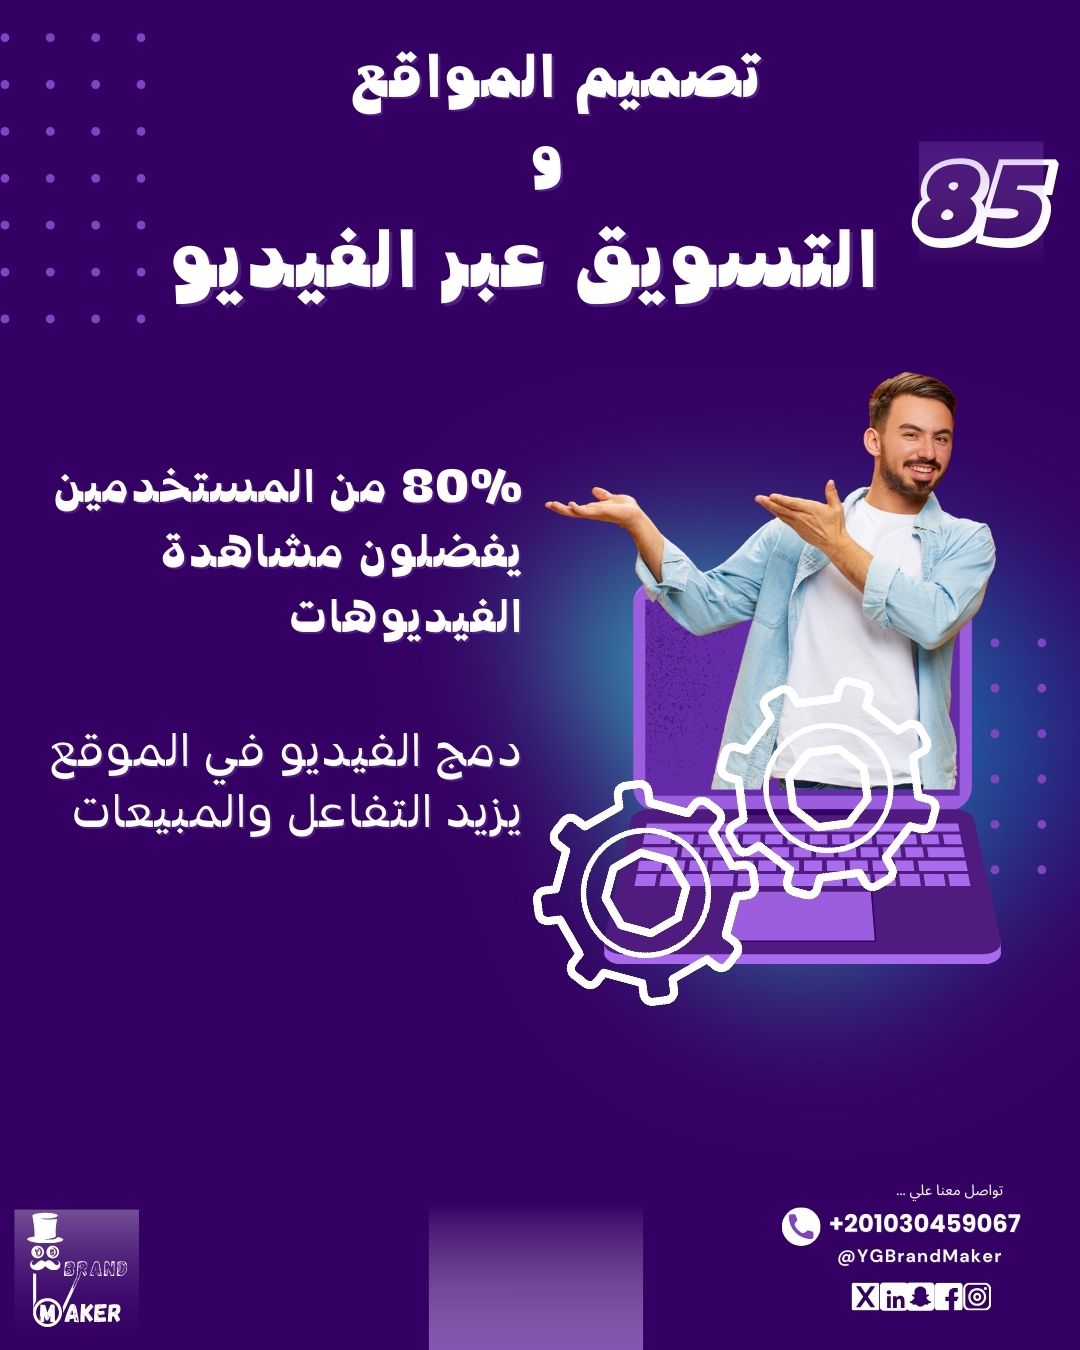 تصميم المواقع
و
التسويق عبر الفيديو
85
80% من المستخدمين
يفضلون مشاهدة
الفيديوهات
دمج الفيديو في الموقع
يزيد التفاعل والمبيعات
تواصل معنا علي ...
+201030459067
@YGBrandMaker
X in f
BRAND
MAKER